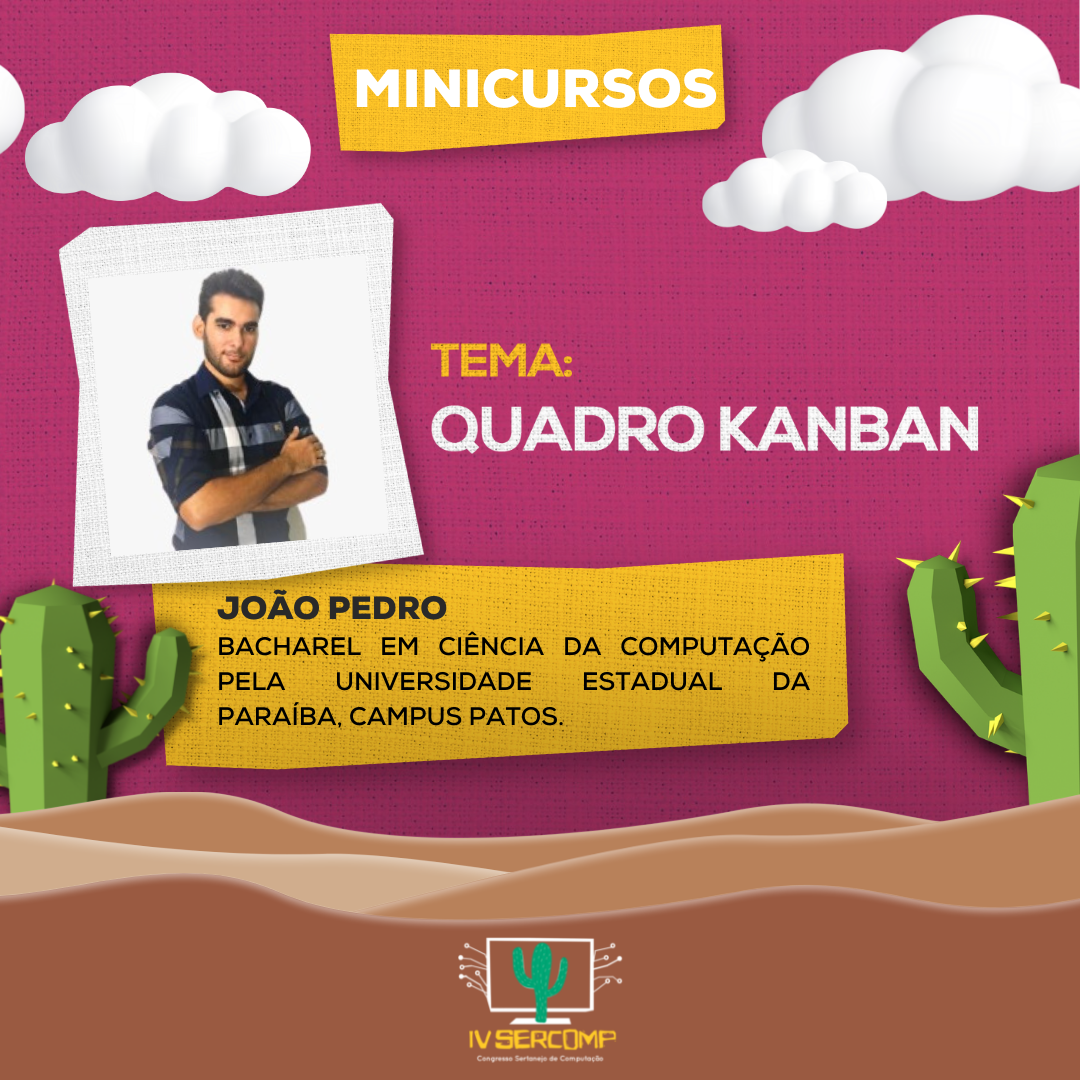 MINICURSOS
TEMA:
QUADRO KANBAN
JOÃO PEDRO
BACHAREL EM CIÊNCIA DA COMPUTAÇÃO
PELA UNIVERSIDADE ESTADUAL DA
PARAÍBA, CAMPUS PATOS.
IV SERCOMP
Congresso Sertanejo de Computação